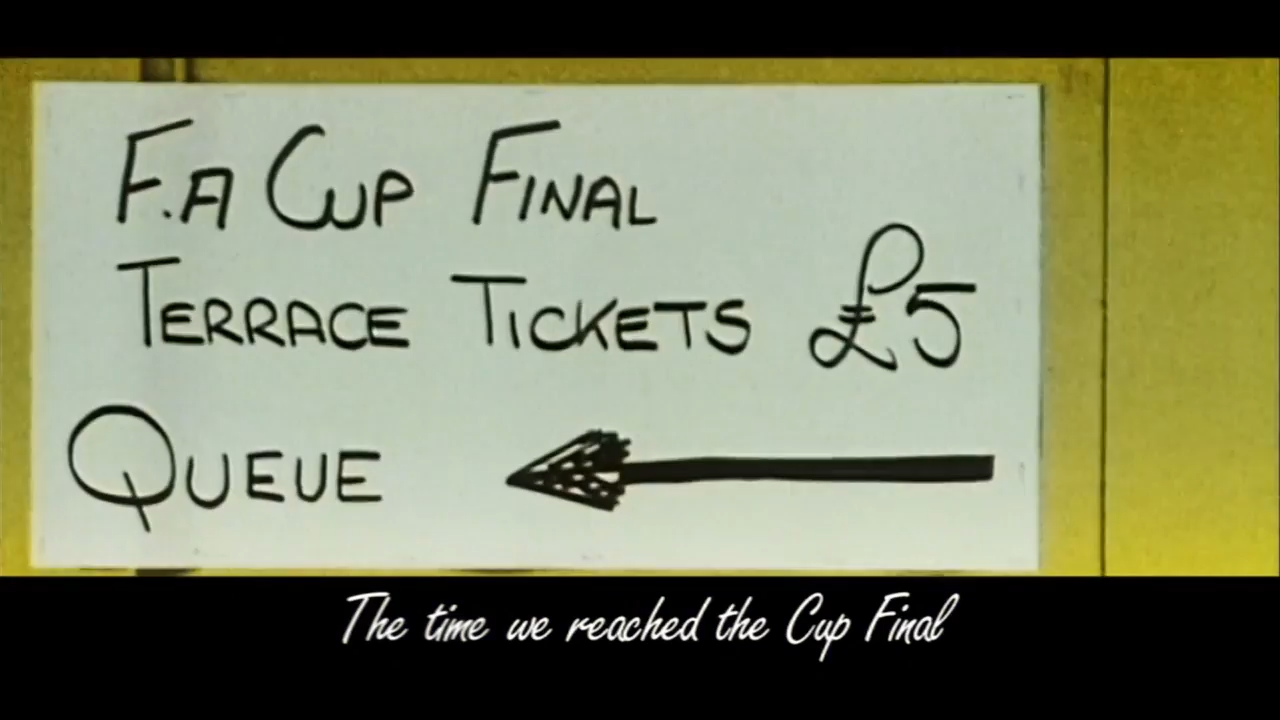 F.A CUP FINAL
TERRACE TICKETS £5
QUEUE
The time we reached the Cup Final